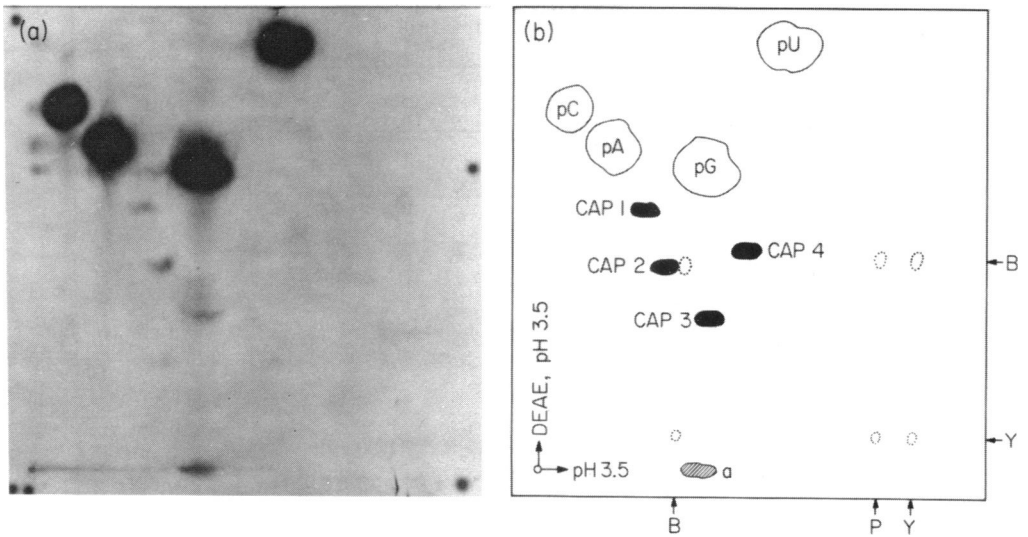 (a)
(b)
pU
pC
pA
pG
CAP 1
CAP 4
CAP 2
B
CAP 3
DEAE, pH 3.5
Y
pH 3.5
a
B
P
Y